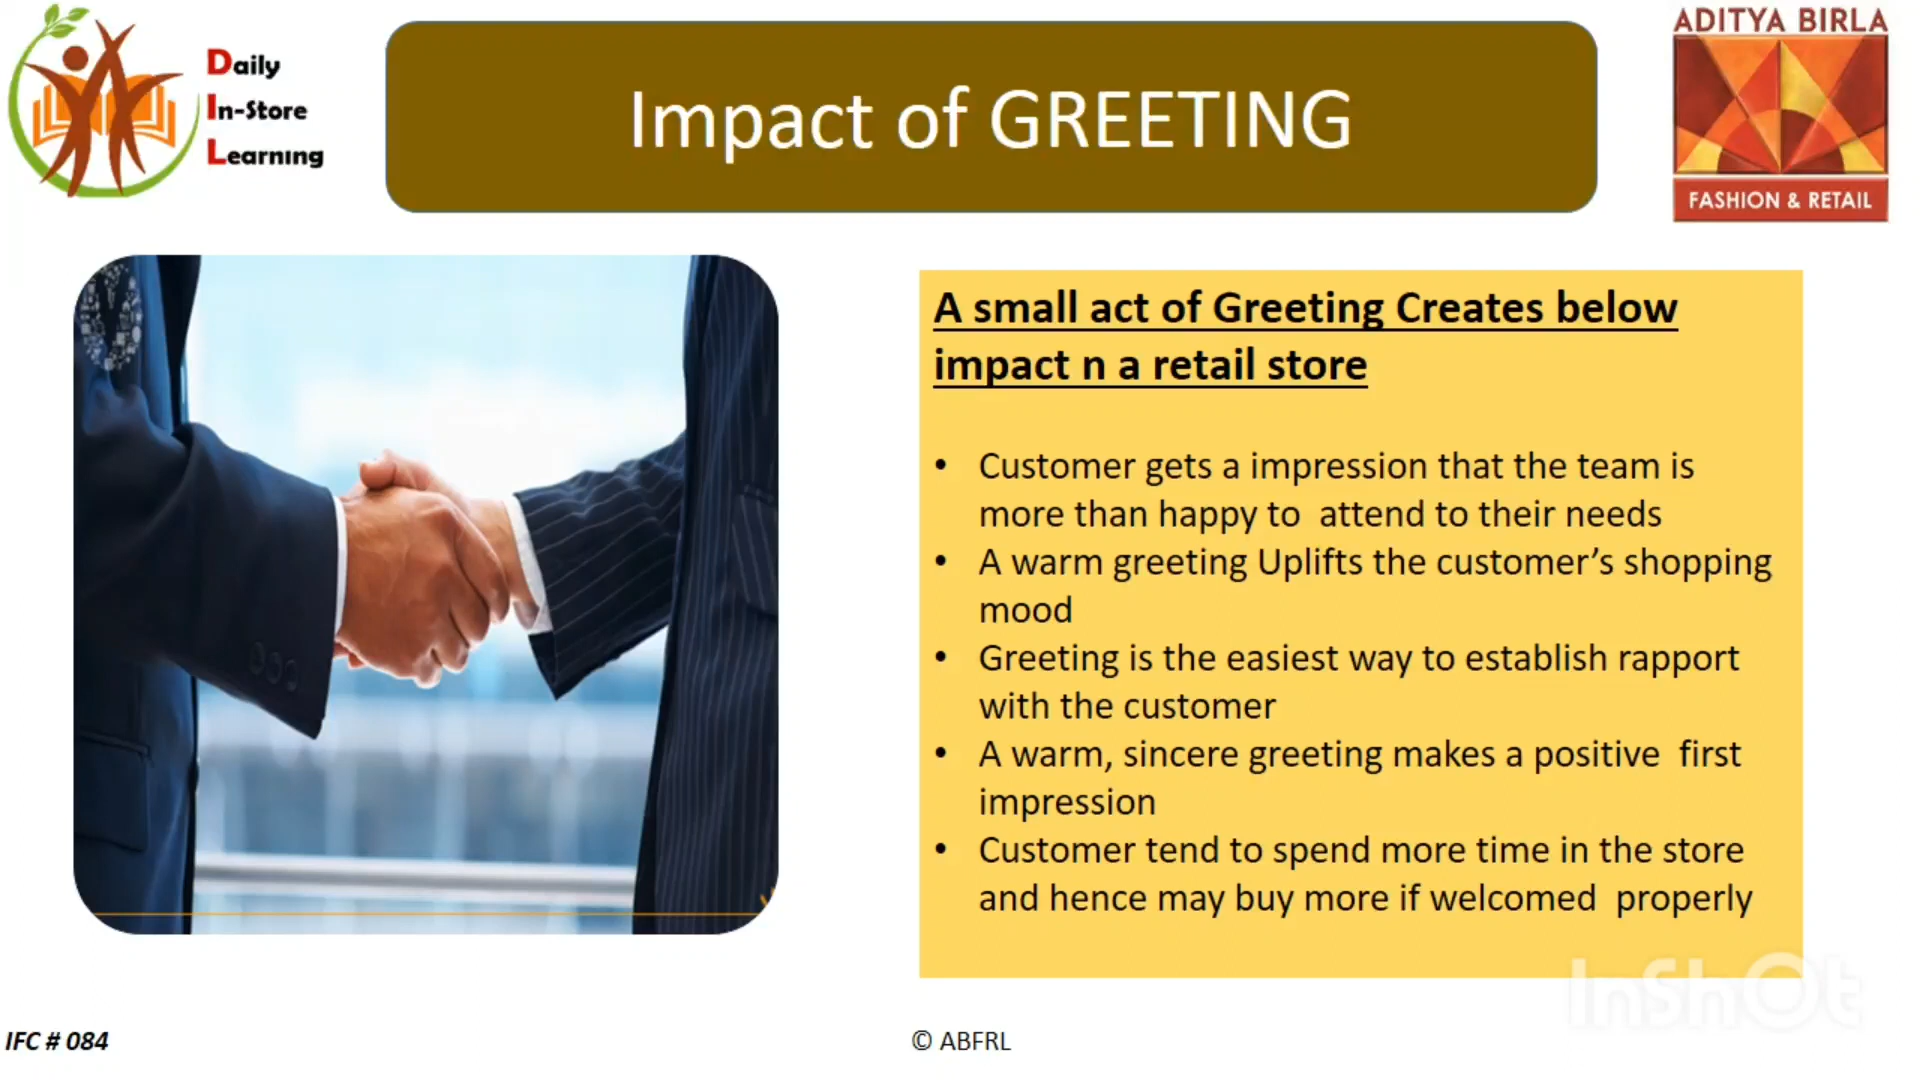 Daily
In-Store
Learning
Impact of GREETING
ADITYA BIRLA
FASHION & RETAIL
A small act of Greeting Creates below
impact n a retail store
• Customer gets a impression that the team is
more than happy to  attend to their needs
• A warm greeting Uplifts the customer’s shopping
mood
• Greeting is the easiest way to establish rapport
with the customer
• A warm, sincere greeting makes a positive  first
impression
• Customer tend to spend more time in the store
and hence may buy more if welcomed  properly
InShOt
IFC # 084
© ABFRL